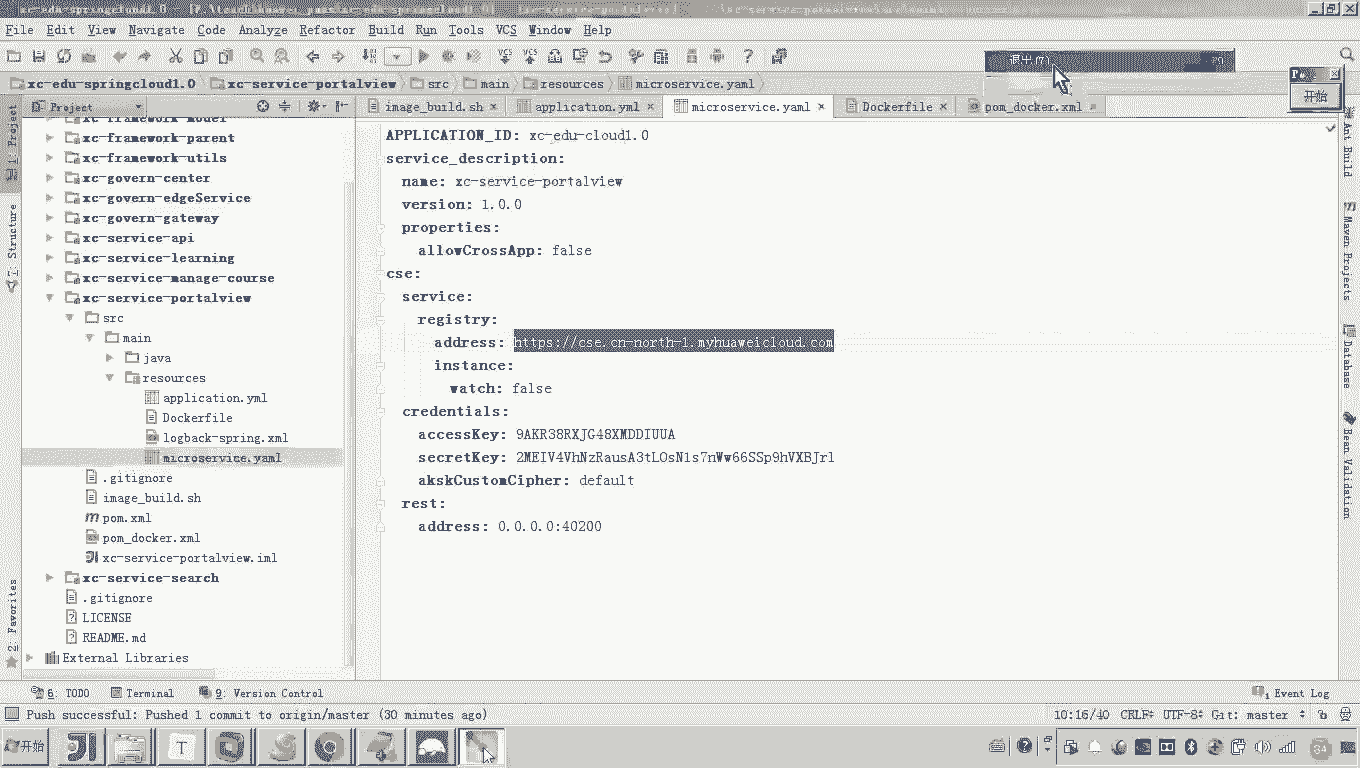 File Edit View Navigate Code Analyze Refactor Build Run Tools VCS Window Help
退出
xc-edu-springcloud1.0 xc-service-portalview src main resources microservice.yaml
开始
Project
image_build.sh application.yml microservice.yaml Dockerfile pom_docker.xml
xc-framework-model
xc-framework-parent
xc-framework-utils
xc-govern-center
xc-govern-edgeService
xc-govern-gateway
xc-service-api
xc-service-learning
xc-service-manage-course
xc-service-portalview
src
main
java
resources
application.yml
Dockerfile
logback-spring.xml
microservice.yaml
.gitignore
image_build.sh
pom.xml
pom_docker.xml
xc-service-portalview.iml
xc-service-search
.gitignore
LICENSE
README.md
External Libraries
APPLICATION_ID: xc-edu-cloud1.0
service_description:
name: xc-service-portalview
version: 1.0.0
properties:
allowCrossApp: false
cse:
service:
registry:
address: https://cse.cn-north-1.myhuaweicloud.com
instance:
watch: false
credentials:
accessKey: 9AKR38RXJG48XMDDIUUA
secretKey: 2MEIV4VhNzRausA3tLOsN1s7nWw66SSp9hVXBJrl
akskCustomCipher: default
rest:
address: 0.0.0.0:40200
1: Project
7: Structure
2: Favorites
Ant Build
Maven Projects
Database
Bean Validation
6: TODO Terminal 9: Version Control 1 Event Log
Push successful: Pushed 1 commit to origin/master (30 minutes ago) 10:16/40 CRLF UTF-8 Git: master
开始 T 34